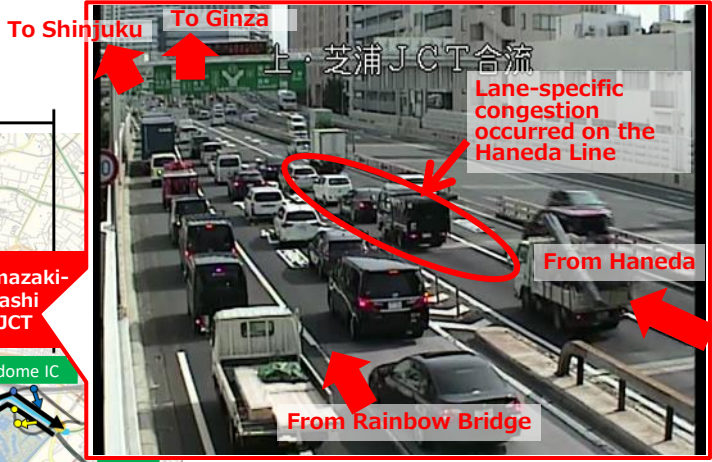 To Shinjuku
To Ginza
上・芝浦JCT合流
Lane-specific
congestion
occurred on the
Haneda Line
From Haneda
mazaki-
ashi
JCT
dome IC
From Rainbow Bridge